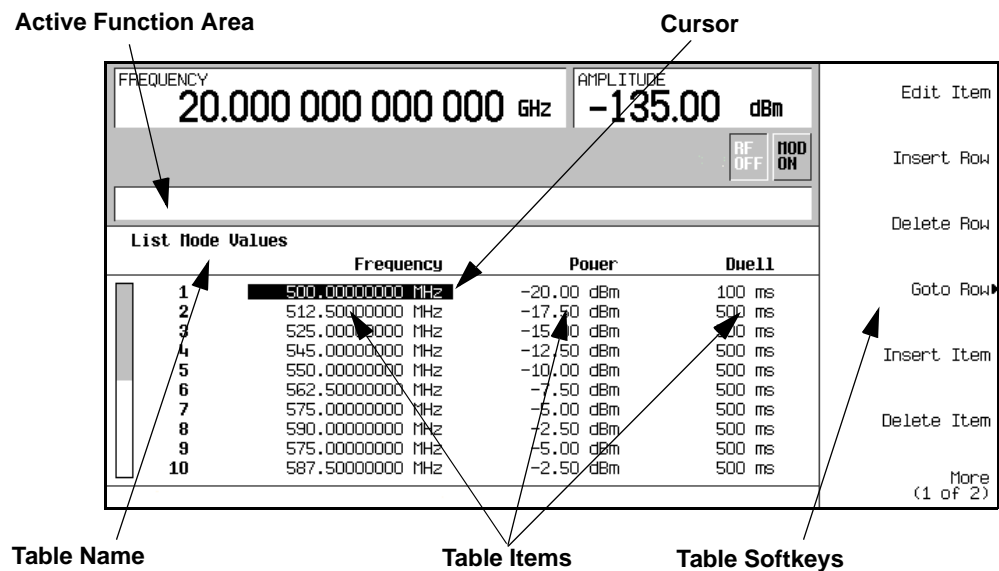 Active Function Area
Cursor
FREQUENCY
20.000 000 000 000 GHz
AMPLITUDE
-135.00 dBm
RF OFF
MOD ON
List Mode Values
Frequency Power Dwell
1 500.00000000 MHz -20.00 dBm 100 ms
2 512.50000000 MHz -17.50 dBm 500 ms
3 525.00000000 MHz -15.00 dBm 500 ms
4 545.00000000 MHz -12.50 dBm 500 ms
5 550.00000000 MHz -10.00 dBm 500 ms
6 562.50000000 MHz -7.50 dBm 500 ms
7 575.00000000 MHz -5.00 dBm 500 ms
8 590.00000000 MHz -2.50 dBm 500 ms
9 575.00000000 MHz -5.00 dBm 500 ms
10 587.50000000 MHz -2.50 dBm 500 ms
Edit Item
Insert Row
Delete Row
Goto Row
Insert Item
Delete Item
More
(1 of 2)
Table Name
Table Items
Table Softkeys